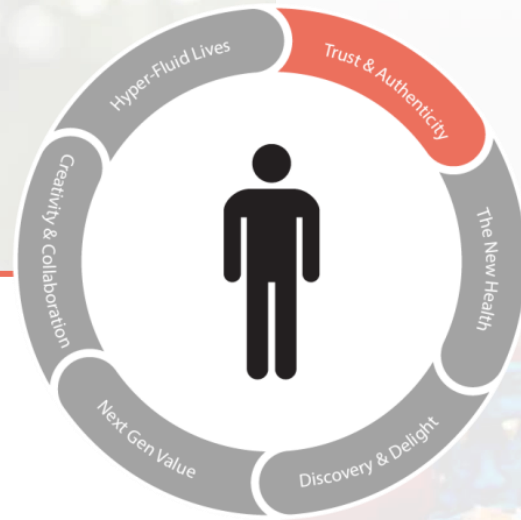 Trust & Authenticity
The New Health
Discovery & Delight
Next Gen Value
Creativity & Collaboration
Hyper-Fluid Lives